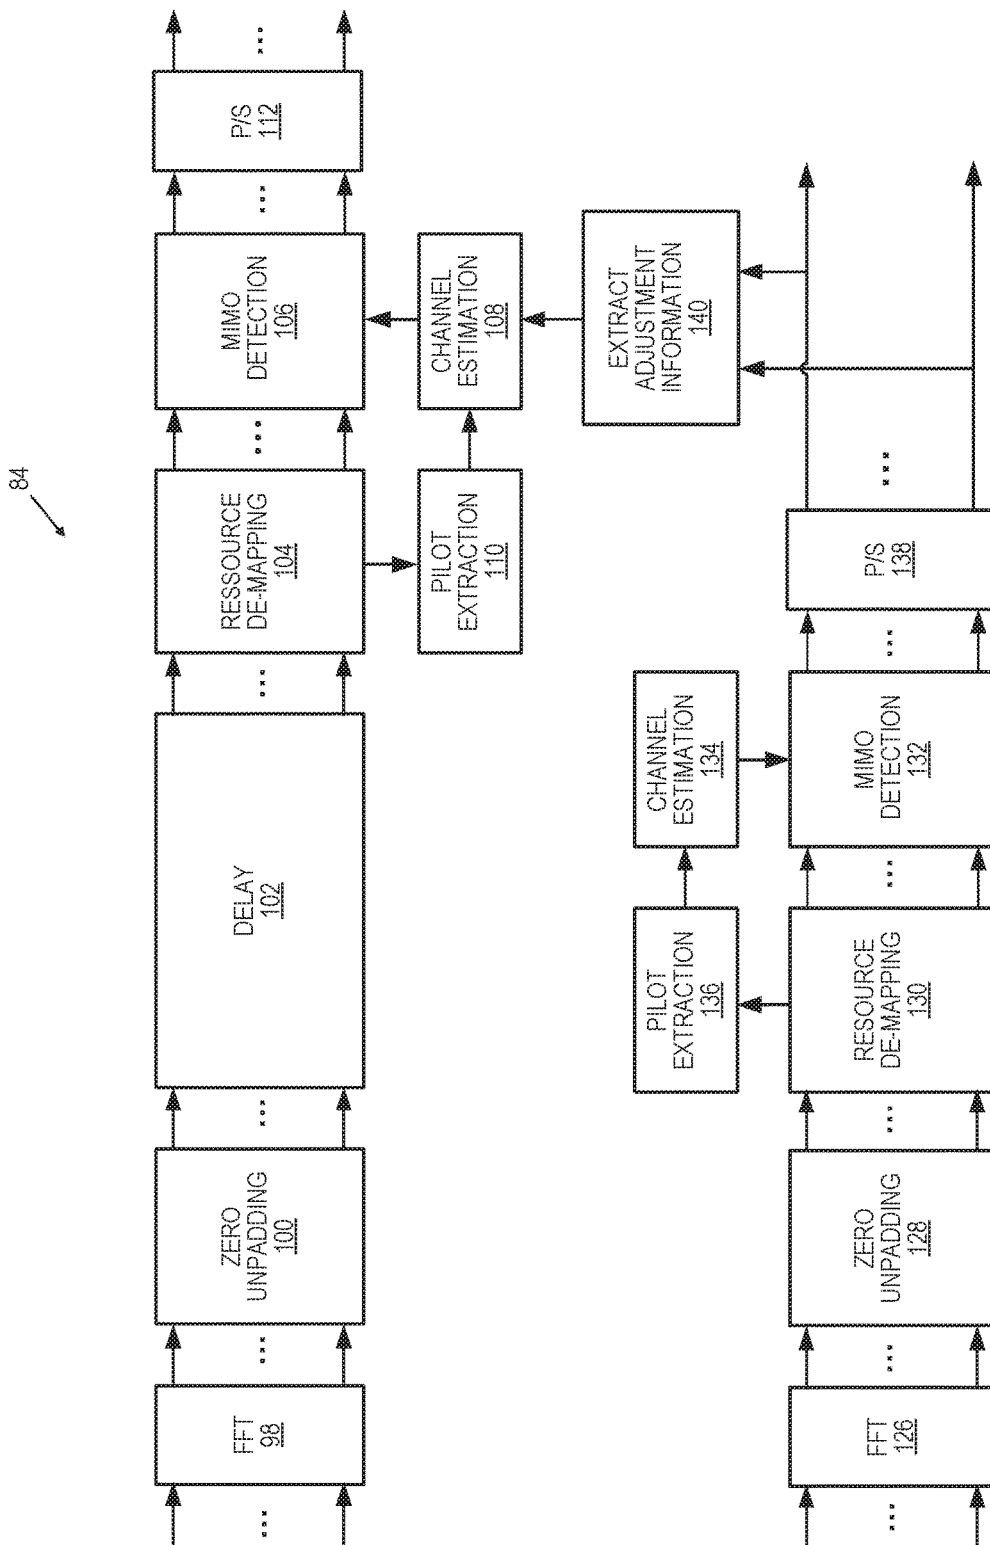 84
FFT
98
ZERO
UNPADDING
100
DELAY
102
RESSOURCE
DE-MAPPING
104
MIMO
DETECTION
106
P/S
112
PILOT
EXTRACTION
110
CHANNEL
ESTIMATION
108
EXTRACT
ADJUSTMENT
INFORMATION
140
PILOT
EXTRACTION
136
CHANNEL
ESTIMATION
134
FFT
126
ZERO
UNPADDING
128
RESOURCE
DE-MAPPING
130
MIMO
DETECTION
132
P/S
138